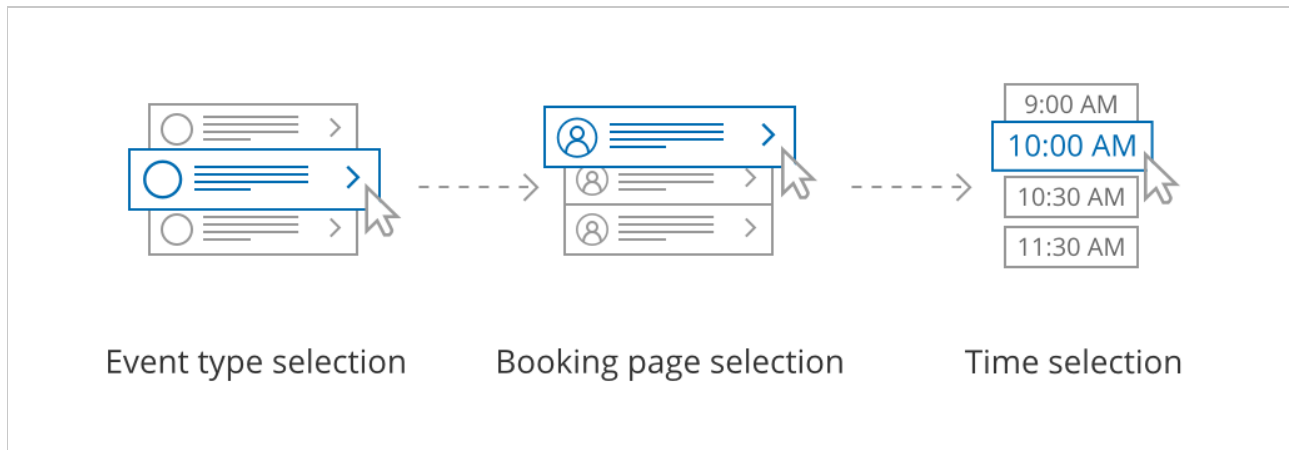 9:00 AM
10:00 AM
10:30 AM
11:30 AM
Event type selection
Booking page selection
Time selection